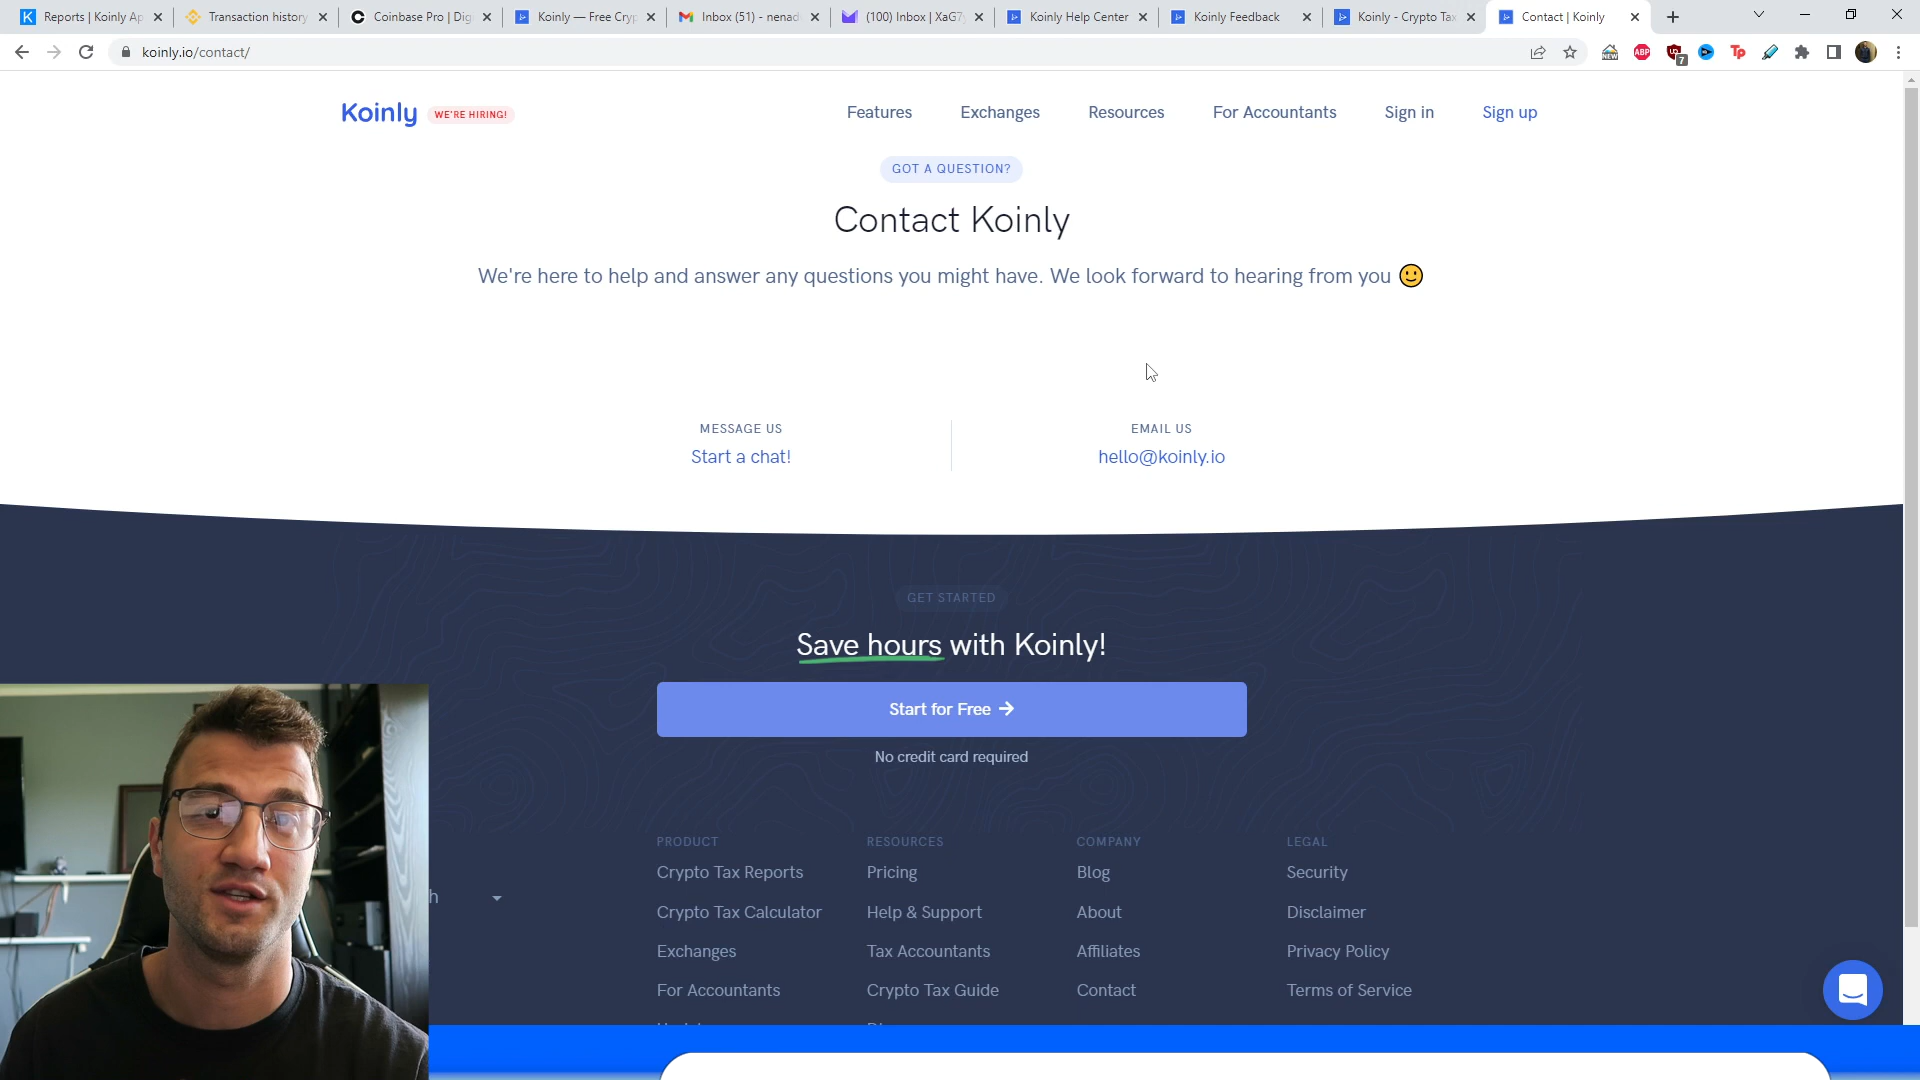 Reports | Koinly Ap
Transaction history
Coinbase Pro | Dig
Koinly — Free Cryp
Inbox (51) - nenad
(100) Inbox | XaG7
Koinly Help Center
Koinly Feedback
Koinly - Crypto Tax
Contact | Koinly
koinly.io/contact/
NEW
ABP
7
Tp
Koinly
WE'RE HIRING!
Features
Exchanges
Resources
For Accountants
Sign in
Sign up
GOT A QUESTION?
Contact Koinly
We're here to help and answer any questions you might have. We look forward to hearing from you 🙂
MESSAGE US
Start a chat!
EMAIL US
hello@koinly.io
GET STARTED
Save hours with Koinly!
Start for Free →
No credit card required
h
PRODUCT
Crypto Tax Reports
Crypto Tax Calculator
Exchanges
For Accountants
RESOURCES
Pricing
Help & Support
Tax Accountants
Crypto Tax Guide
COMPANY
Blog
About
Affiliates
Contact
LEGAL
Security
Disclaimer
Privacy Policy
Terms of Service